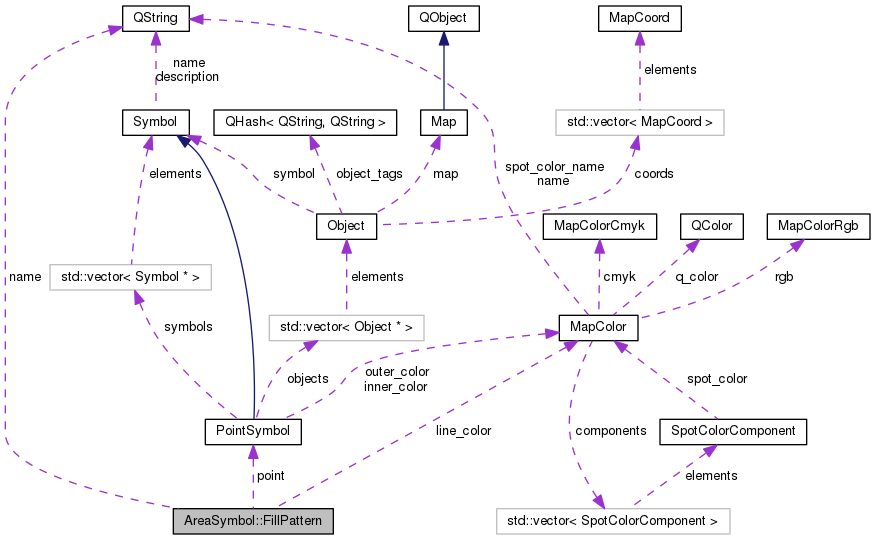 QString
QObject
MapCoord
name
description
elements
Symbol
QHash< QString, QString >
Map
std::vector< MapCoord >
elements
symbol
object_tags
map
spot_color_name
name
coords
Object
MapColorCmyk
QColor
MapColorRgb
name
std::vector< Symbol * >
elements
cmyk
q_color
rgb
symbols
std::vector< Object * >
MapColor
objects
outer_color
inner_color
spot_color
PointSymbol
line_color
components
SpotColorComponent
point
elements
AreaSymbol::FillPattern
std::vector< SpotColorComponent >